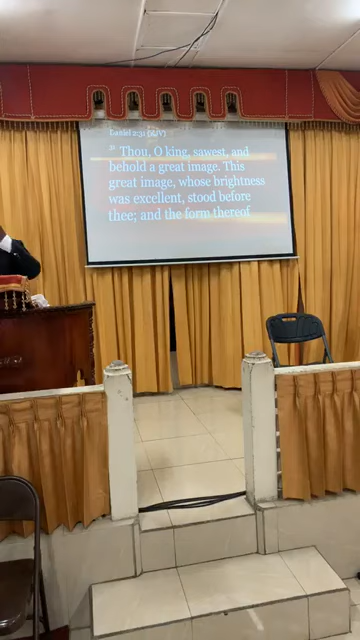 Daniel 2:31 (KJV)
31 Thou, O king, sawest, and
behold a great image. This
great image, whose brightness
was excellent, stood before
thee; and the form thereof